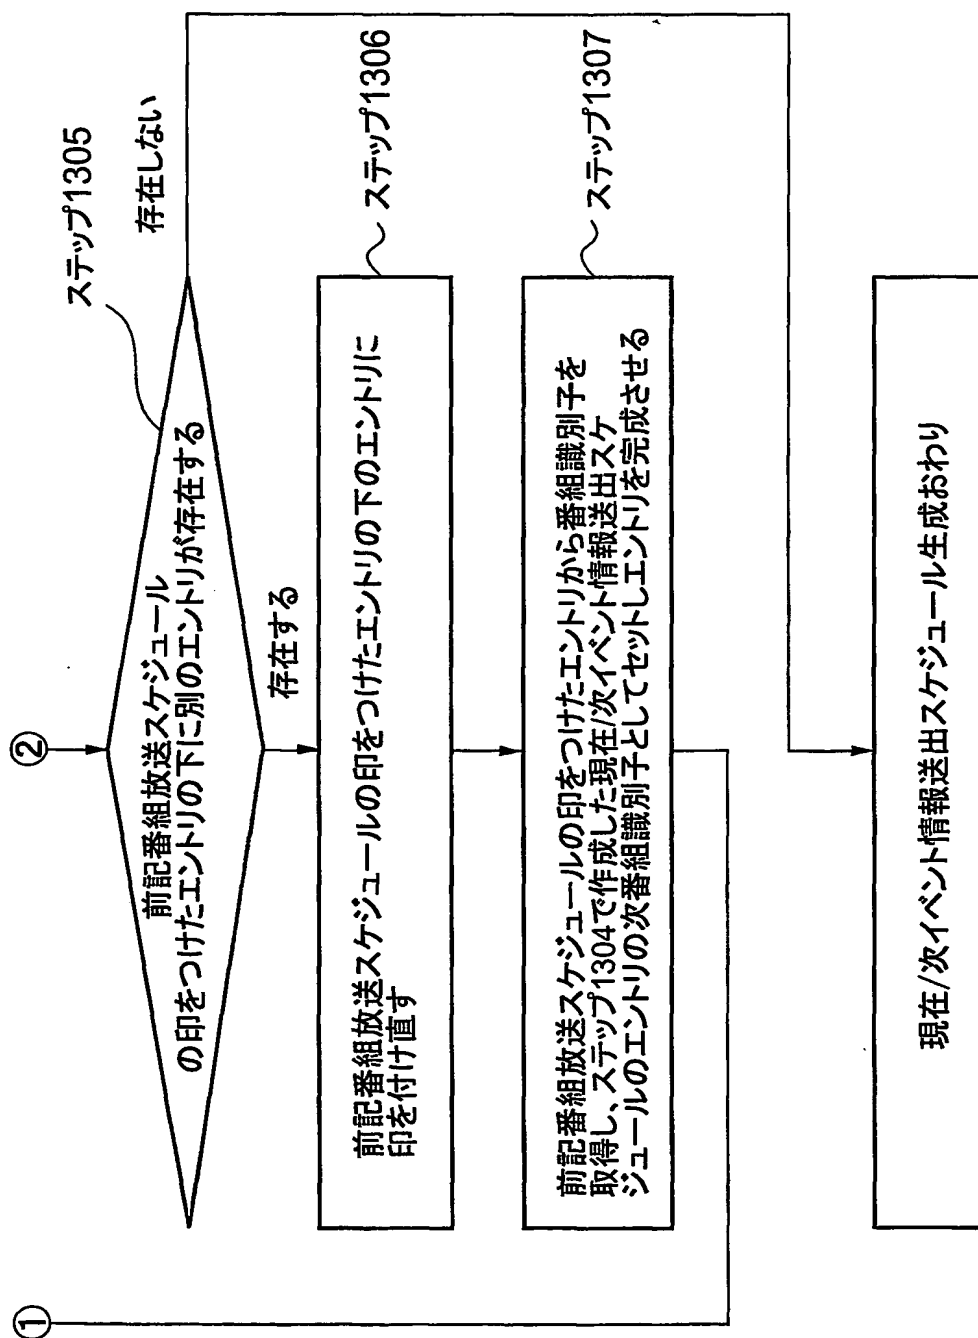 ①
②
ステップ1305
前記番組放送スケジュール
の印をつけたエントリの下に別のエントリが存在する
存在しない
存在する
ステップ1306
前記番組放送スケジュールの印をつけたエントリの下のエントリに
印を付け直す
ステップ1307
前記番組放送スケジュールの印をつけたエントリから番組識別子を
取得し、ステップ1304で作成した現在/次イベント情報送出スケ
ジュールのエントリの次番組識別子としてセットしエントリを完成させる
現在/次イベント情報送出スケジュール生成おわり